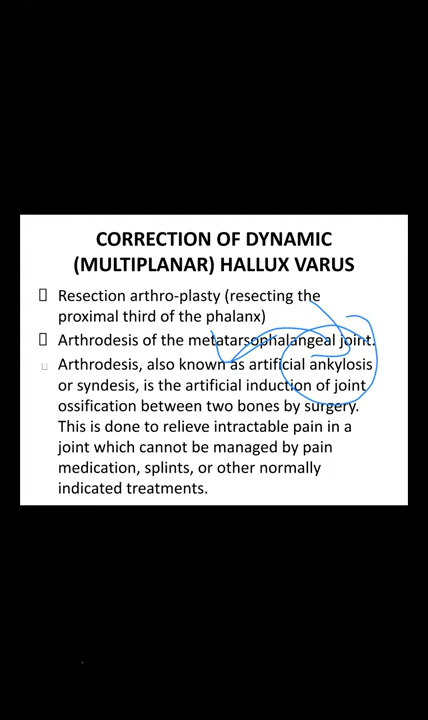 CORRECTION OF DYNAMIC
(MULTIPLANAR) HALLUX VARUS
Resection arthro-plasty (resecting the
proximal third of the phalanx)
Arthrodesis of the metatarsophalangeal joint.
Arthrodesis, also known as artificial ankylosis
or syndesis, is the artificial induction of joint
ossification between two bones by surgery.
This is done to relieve intractable pain in a
joint which cannot be managed by pain
medication, splints, or other normally
indicated treatments.